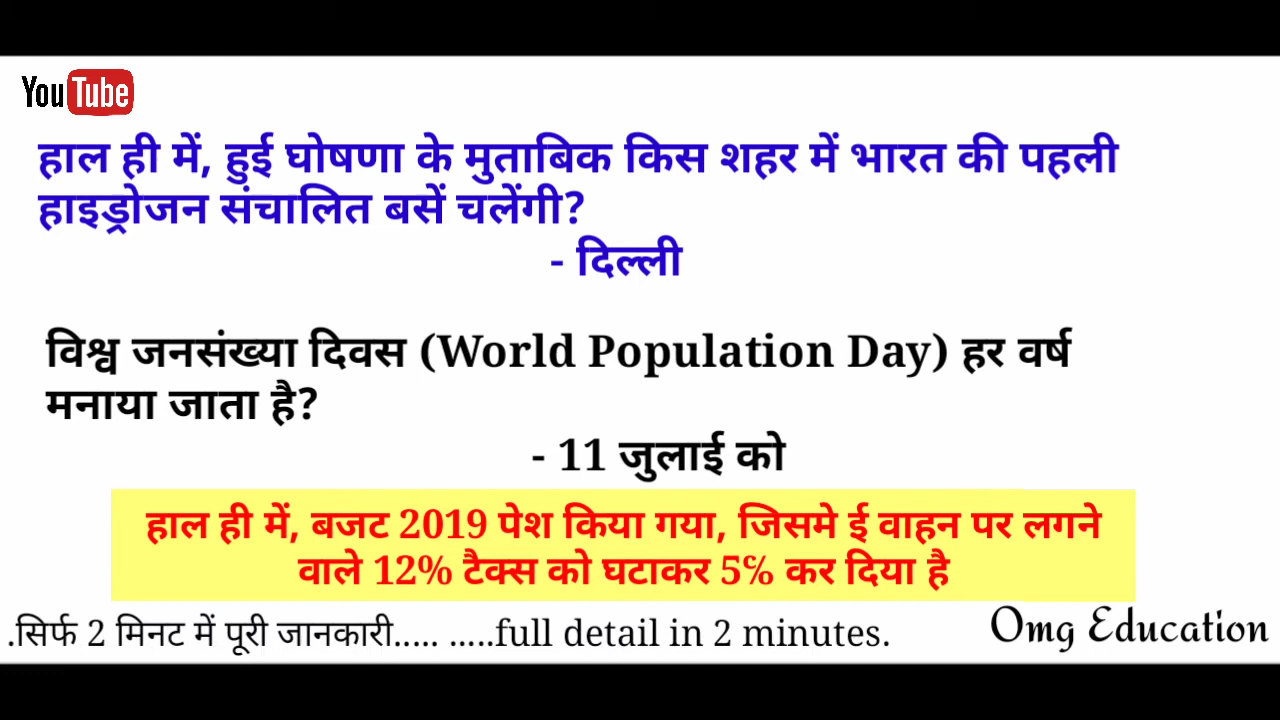 YouTube
हाल ही में, हुई घोषणा के मुताबिक किस शहर में भारत की पहली
हाइड्रोजन संचालित बसें चलेंगी?
- दिल्ली
विश्व जनसंख्या दिवस (World Population Day) हर वर्ष
मनाया जाता है?
- 11 जुलाई को
हाल ही में, बजट 2019 पेश किया गया, जिसमे ई वाहन पर लगने
वाले 12% टैक्स को घटाकर 5℅ कर दिया है
.सिर्फ 2 मिनट में पूरी जानकारी..... .....full detail in 2 minutes.
Omg Education